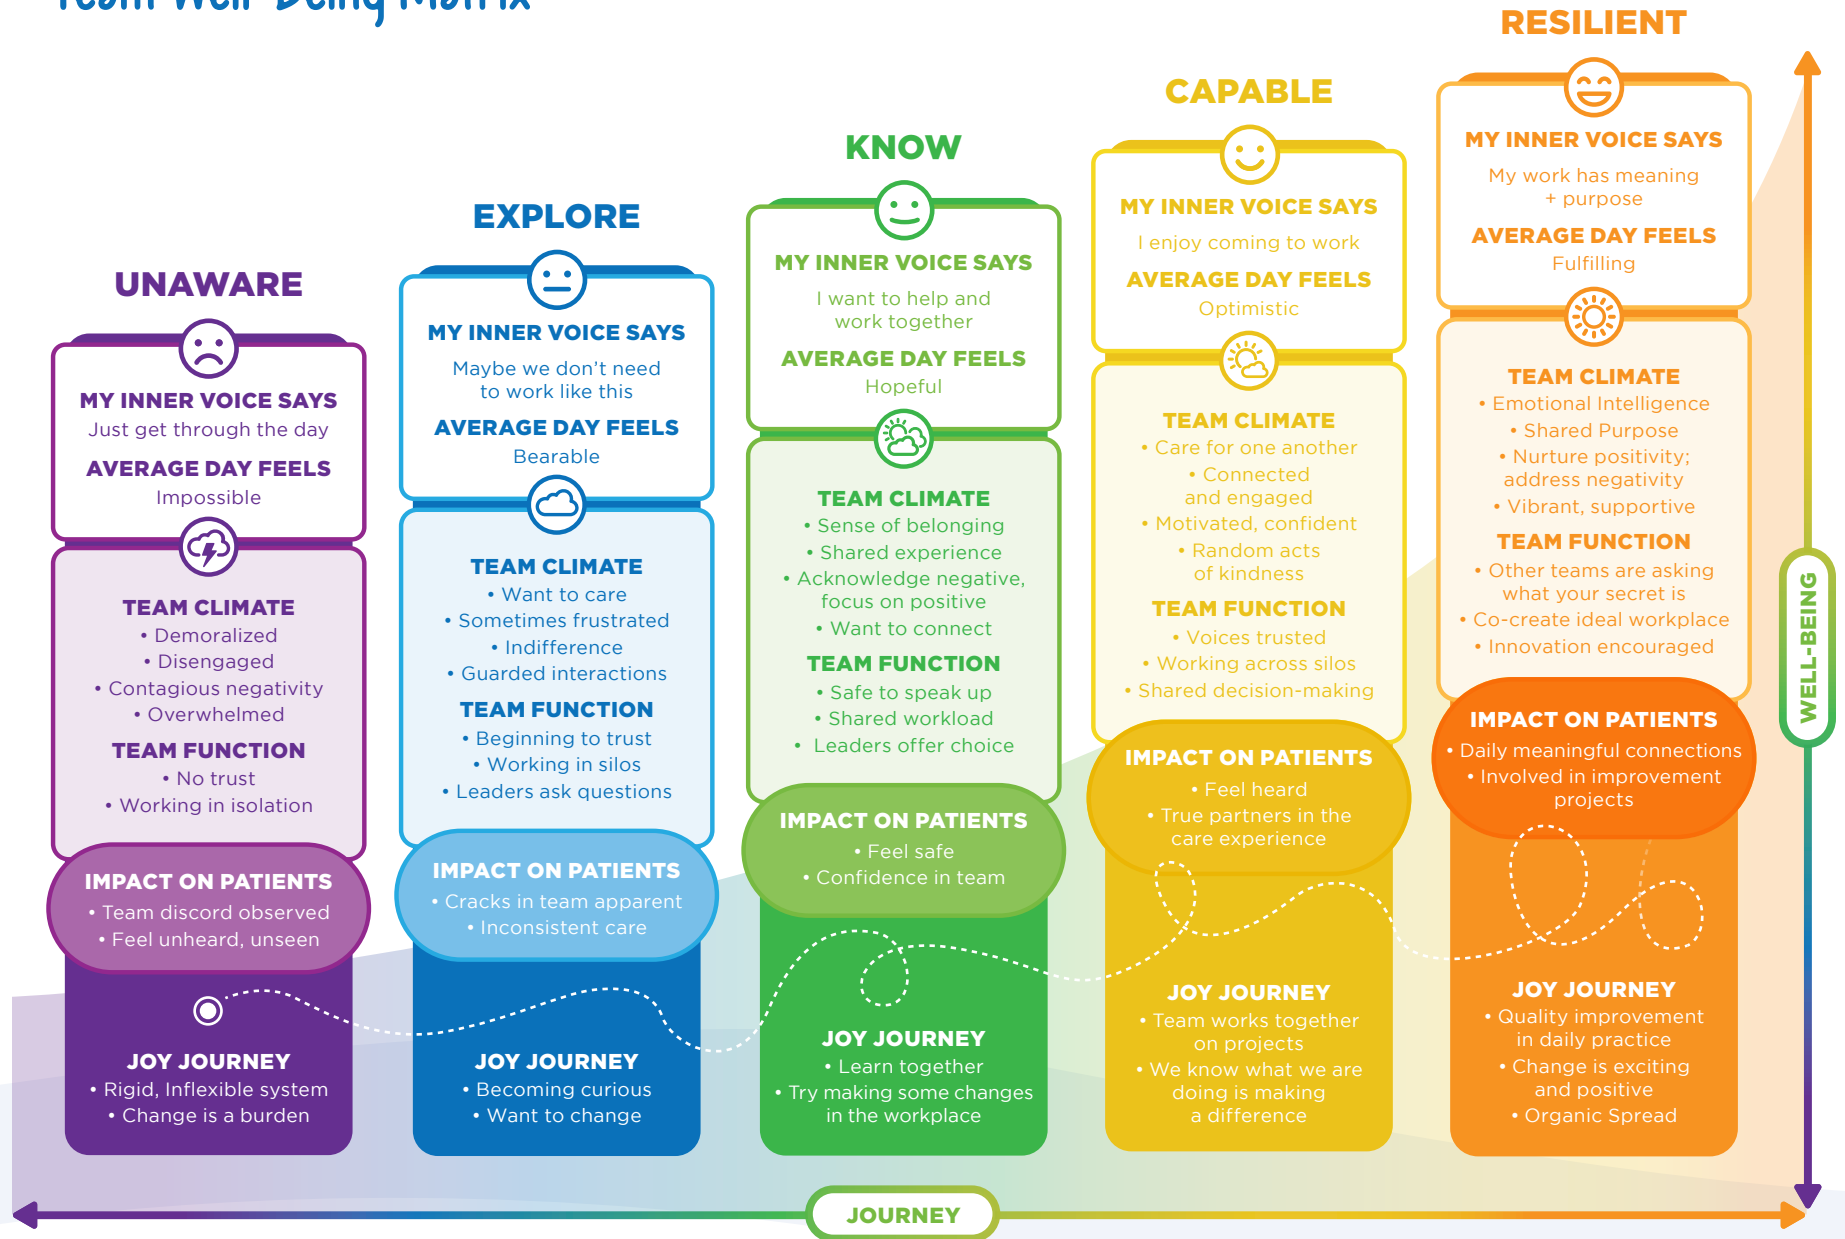 Team Well-Being Matrix
UNAWARE
MY INNER VOICE SAYS
Just get through the day
AVERAGE DAY FEELS
Impossible
TEAM CLIMATE
• Demoralized
• Disengaged
• Contagious negativity
• Overwhelmed
TEAM FUNCTION
• No trust
• Working in isolation
IMPACT ON PATIENTS
• Team discord observed
• Feel unheard, unseen
JOY JOURNEY
• Rigid, Inflexible system
• Change is a burden
EXPLORE
MY INNER VOICE SAYS
Maybe we don't need
to work like this
AVERAGE DAY FEELS
Bearable
TEAM CLIMATE
• Want to care
• Sometimes frustrated
• Indifference
• Guarded interactions
TEAM FUNCTION
• Beginning to trust
• Working in silos
• Leaders ask questions
IMPACT ON PATIENTS
• Cracks in team apparent
• Inconsistent care
JOY JOURNEY
• Becoming curious
• Want to change
KNOW
MY INNER VOICE SAYS
I want to help and
work together
AVERAGE DAY FEELS
Hopeful
TEAM CLIMATE
• Sense of belonging
• Shared experience
• Acknowledge negative,
focus on positive
• Want to connect
TEAM FUNCTION
• Safe to speak up
• Shared workload
• Leaders offer choice
IMPACT ON PATIENTS
• Feel safe
• Confidence in team
JOY JOURNEY
• Learn together
• Try making some changes
in the workplace
CAPABLE
MY INNER VOICE SAYS
I enjoy coming to work
AVERAGE DAY FEELS
Optimistic
TEAM CLIMATE
• Care for one another
• Connected
and engaged
• Motivated, confident
• Random acts
of kindness
TEAM FUNCTION
• Voices trusted
• Working across silos
• Shared decision-making
IMPACT ON PATIENTS
• Feel heard
• True partners in the
care experience
JOY JOURNEY
• Team works together
on projects
• We know what we are
doing is making
a difference
RESILIENT
MY INNER VOICE SAYS
My work has meaning
+ purpose
AVERAGE DAY FEELS
Fulfilling
TEAM CLIMATE
• Emotional Intelligence
• Shared Purpose
• Nurture positivity;
address negativity
• Vibrant, supportive
TEAM FUNCTION
• Other teams are asking
what your secret is
• Co-create ideal workplace
• Innovation encouraged
IMPACT ON PATIENTS
• Daily meaningful connections
• Involved in improvement
projects
JOY JOURNEY
• Quality improvement
in daily practice
• Change is exciting
and positive
• Organic Spread
WELL-BEING
JOURNEY